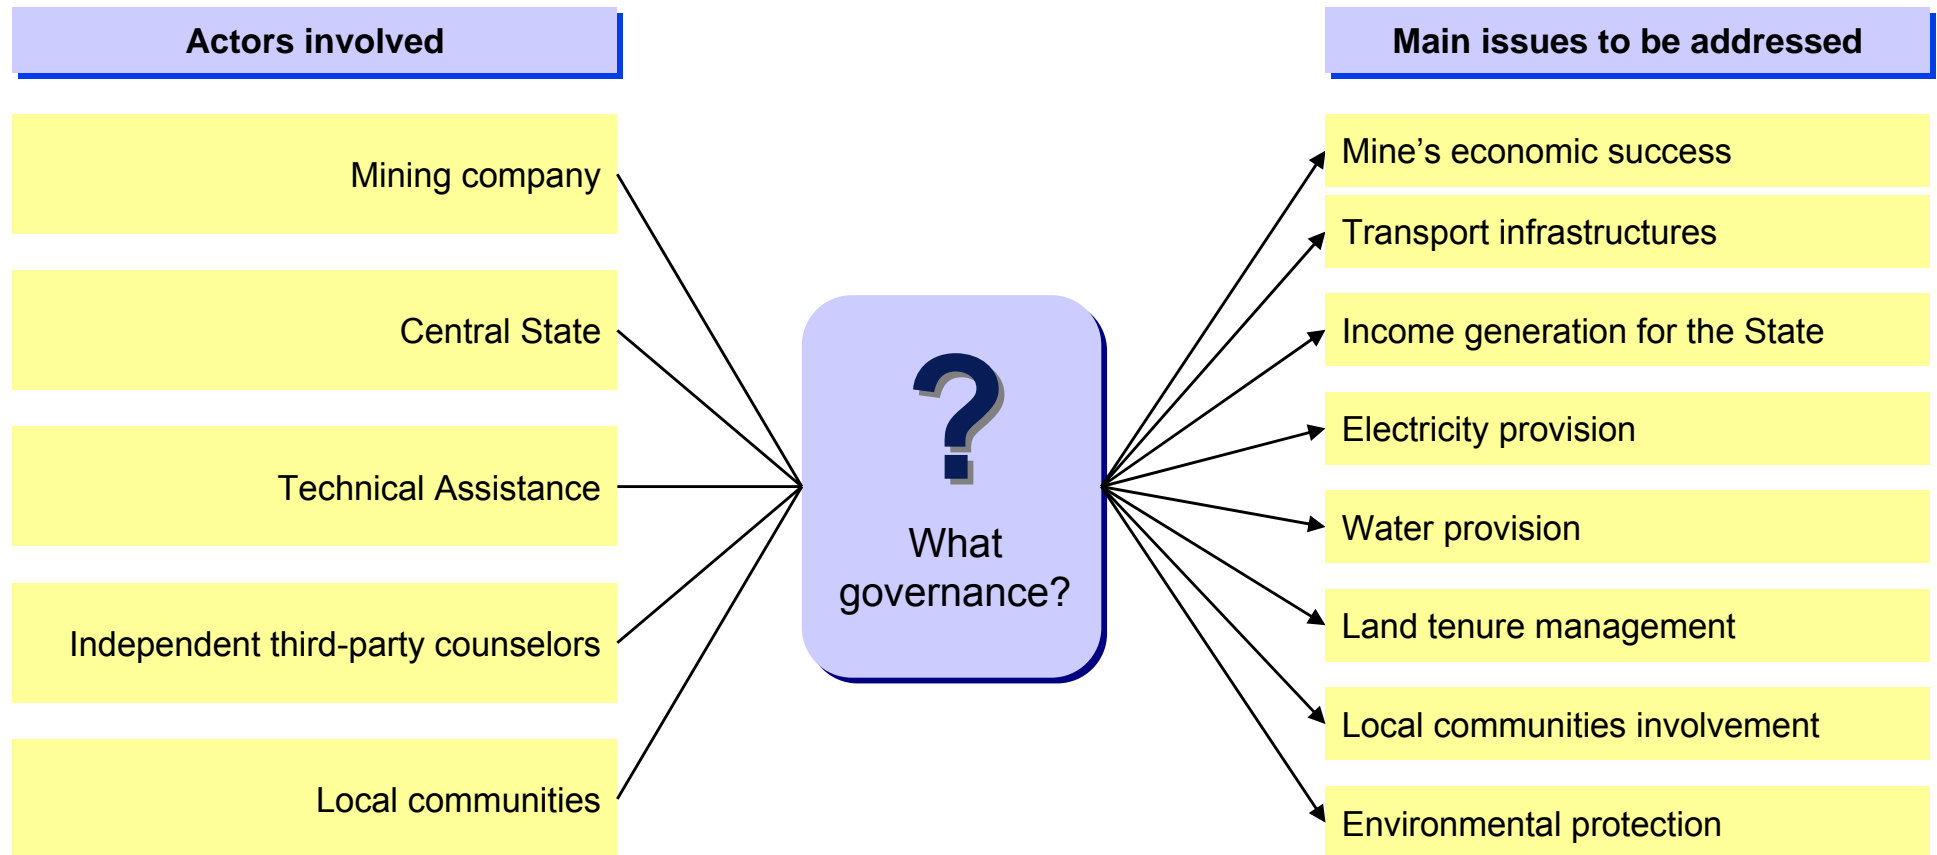 Actors involved
Mining company
Central State
Technical Assistance
Independent third-party counselors
Local communities
?
What
governance?
Main issues to be addressed
Mine’s economic success
Transport infrastructures
Income generation for the State
Electricity provision
Water provision
Land tenure management
Local communities involvement
Environmental protection